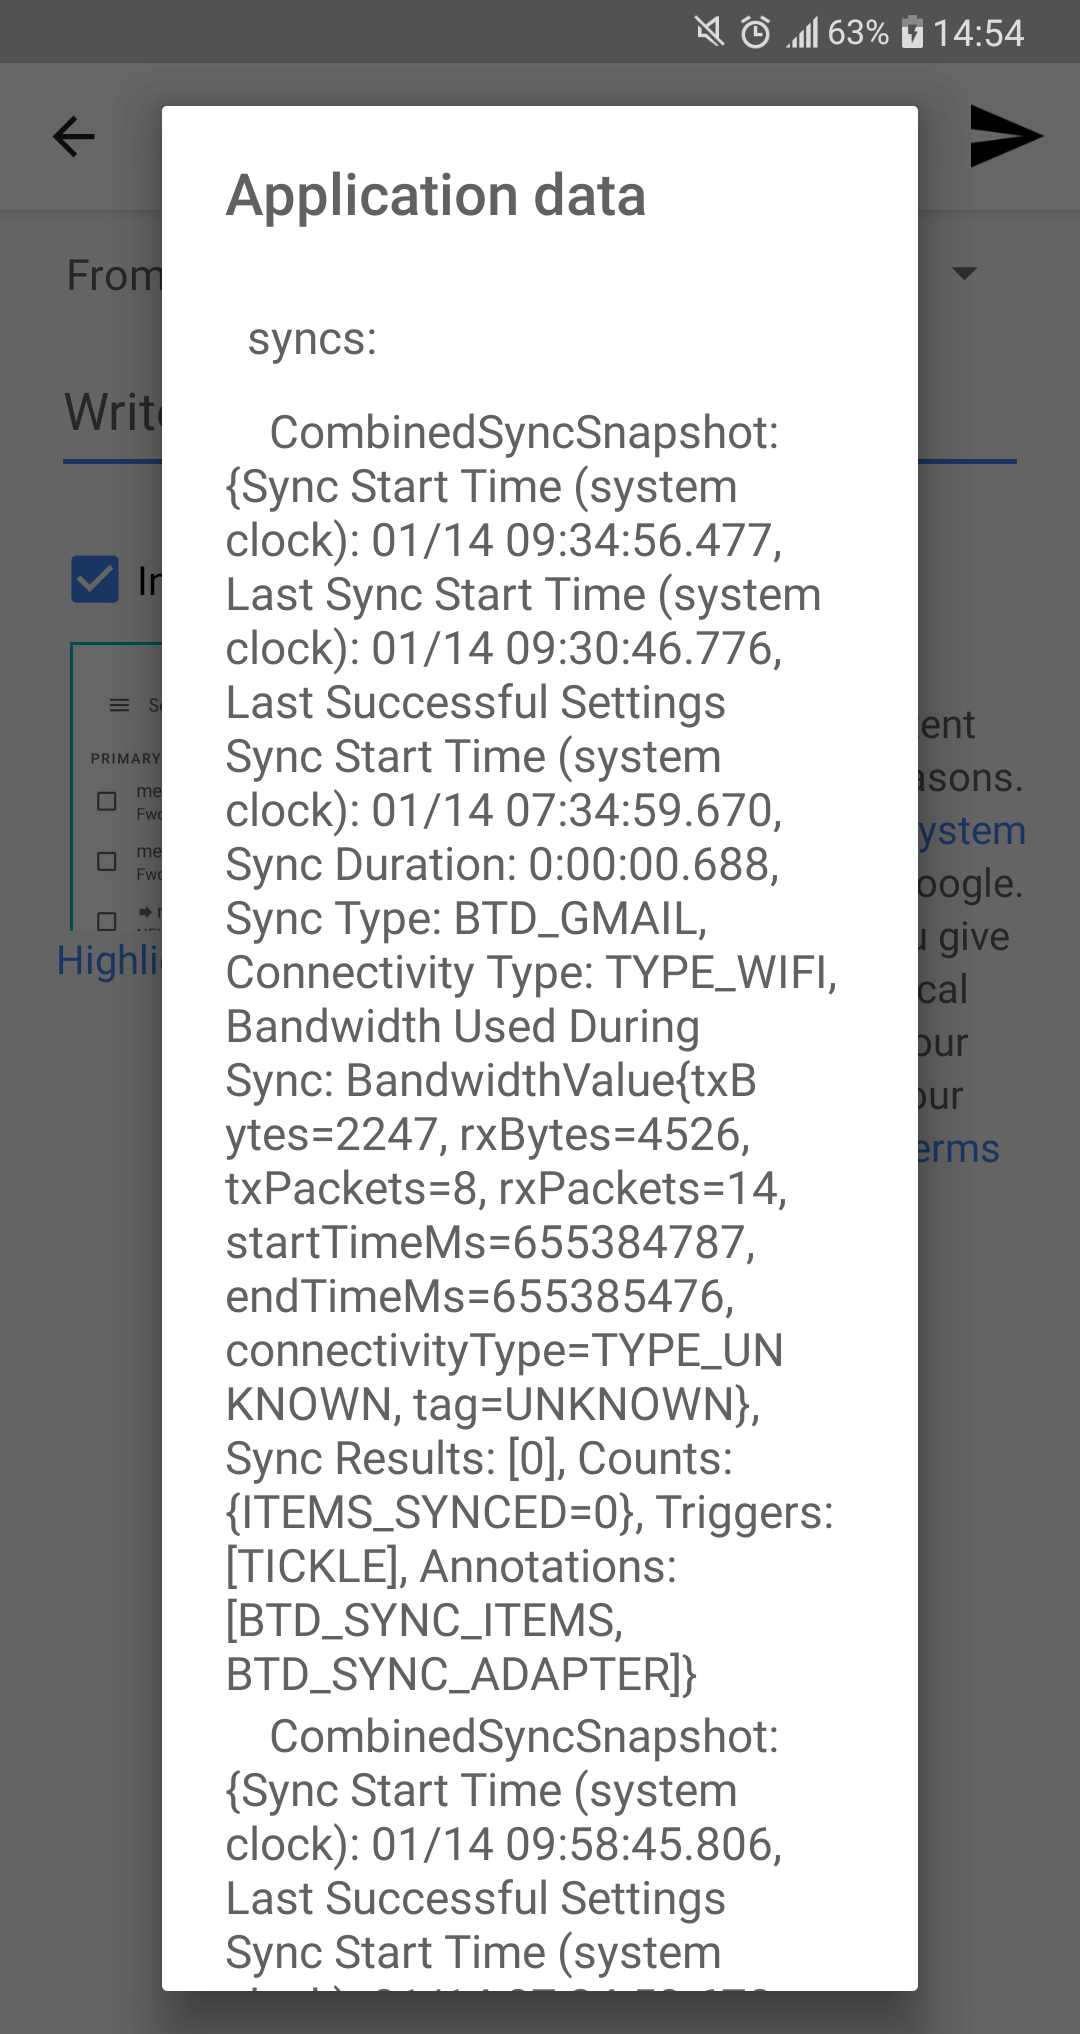 63% 14:54
Application data
From
syncs:
Write
CombinedSyncSnapshot:
{Sync Start Time (system
clock): 01/14 09:34:56.477,
Last Sync Start Time (system
clock): 01/14 09:30:46.776,
Last Successful Settings
Sync Start Time (system
clock): 01/14 07:34:59.670,
Sync Duration: 0:00:00.688,
Sync Type: BTD_GMAIL,
Connectivity Type: TYPE_WIFI,
Bandwidth Used During
Sync: BandwidthValue{txB
ytes=2247, rxBytes=4526,
txPackets=8, rxPackets=14,
startTimeMs=655384787,
endTimeMs=655385476,
connectivityType=TYPE_UN
KNOWN, tag=UNKNOWN},
Sync Results: [0], Counts:
{ITEMS_SYNCED=0}, Triggers:
[TICKLE], Annotations:
[BTD_SYNC_ITEMS,
BTD_SYNC_ADAPTER]}
CombinedSyncSnapshot:
{Sync Start Time (system
clock): 01/14 09:58:45.806,
Last Successful Settings
Sync Start Time (system
PRIMARY
me
Fwd
me
Fwd
Highli
ent
asons.
ystem
oogle.
u give
cal
our
our
erms